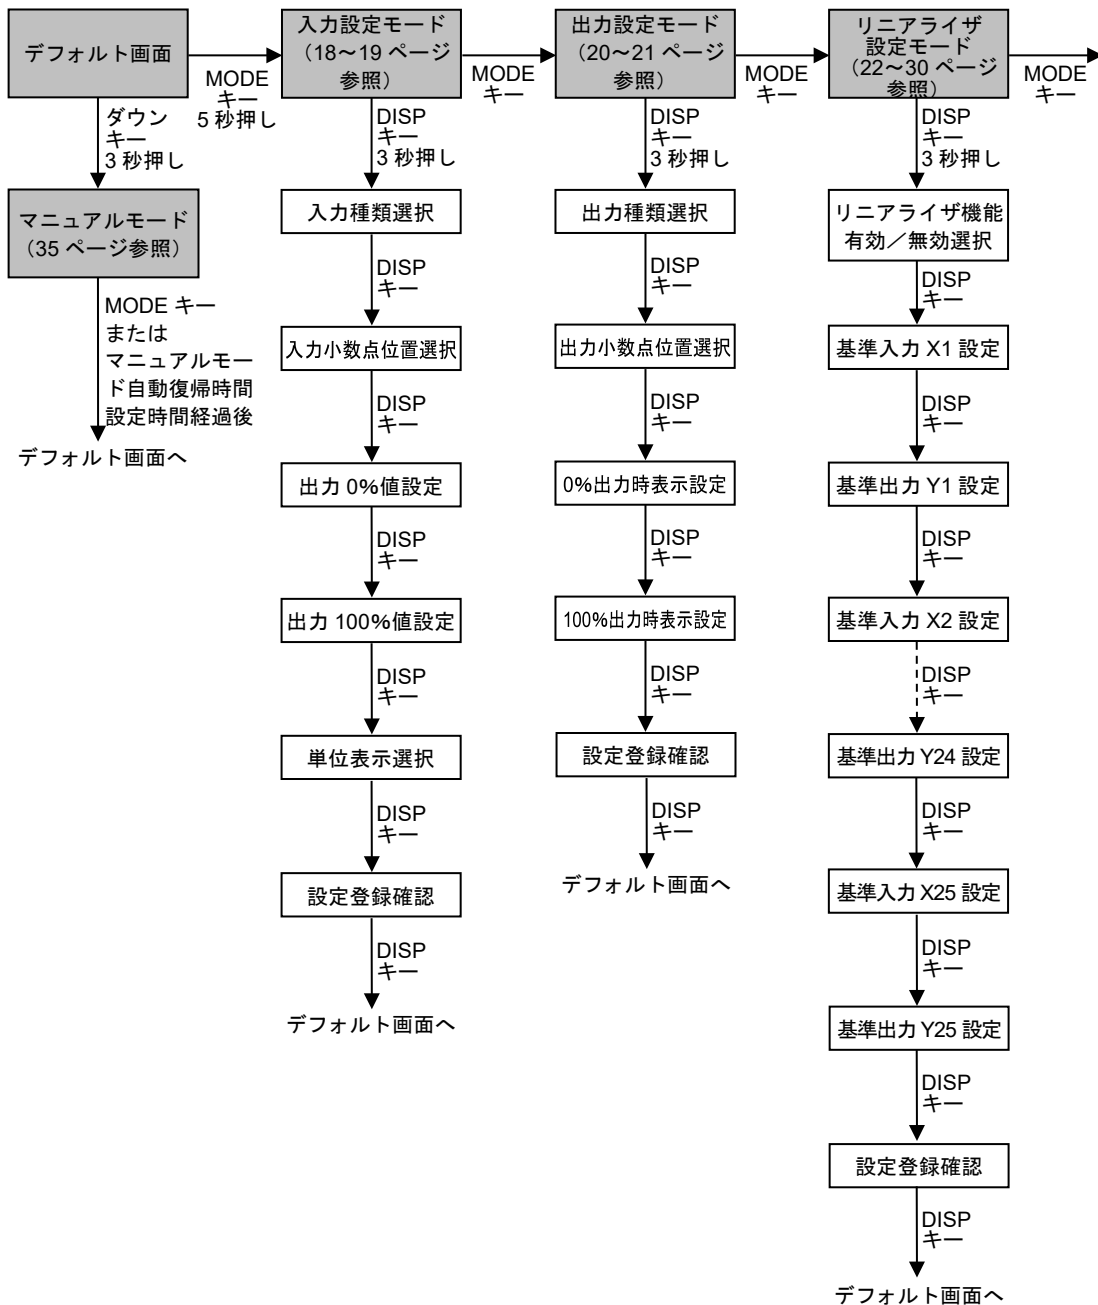 デフォルト画面
MODE
キー
5 秒押し
ダウン
キー
3 秒押し
マニュアルモード
（35 ページ参照）
MODE キー
または
マニュアルモー
ド自動復帰時間
設定時間経過後
デフォルト画面へ
入力設定モード
（18～19 ページ
参照）
MODE
キー
DISP
キー
3 秒押し
入力種類選択
DISP
キー
入力小数点位置選択
DISP
キー
出力 0%値設定
DISP
キー
出力 100%値設定
DISP
キー
単位表示選択
DISP
キー
設定登録確認
DISP
キー
デフォルト画面へ
出力設定モード
（20～21 ページ
参照）
MODE
キー
DISP
キー
3 秒押し
出力種類選択
DISP
キー
出力小数点位置選択
DISP
キー
0%出力時表示設定
DISP
キー
100%出力時表示設定
DISP
キー
設定登録確認
DISP
キー
デフォルト画面へ
リニアライザ
設定モード
（22～30 ページ
参照）
MODE
キー
DISP
キー
3 秒押し
リニアライザ機能
有効／無効選択
DISP
キー
基準入力 X1 設定
DISP
キー
基準出力 Y1 設定
DISP
キー
基準入力 X2 設定
DISP
キー
基準出力 Y24 設定
DISP
キー
基準入力 X25 設定
DISP
キー
基準出力 Y25 設定
DISP
キー
設定登録確認
DISP
キー
デフォルト画面へ